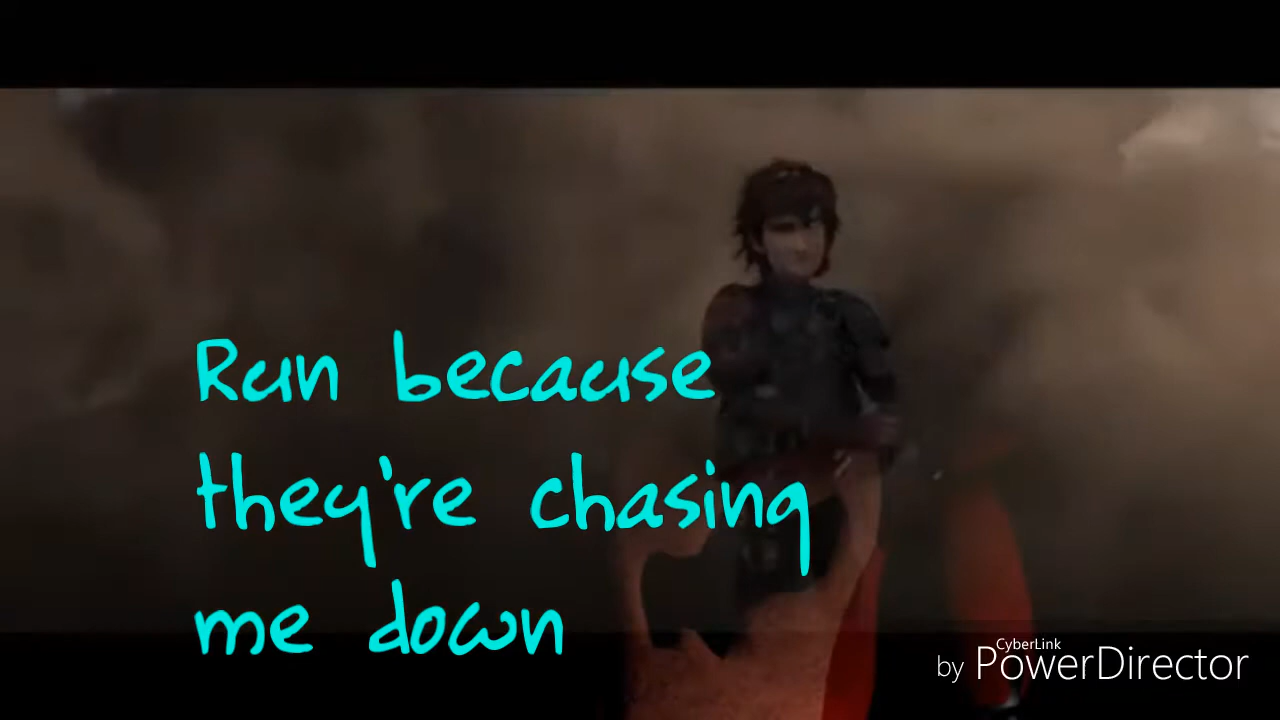 Run because
they're chasing
me down
CyberLink
by PowerDirector